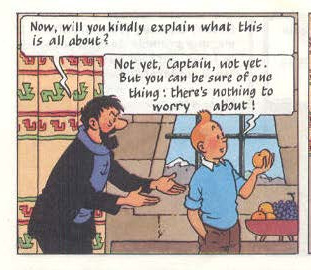 Now, will you kindly explain what this
is all about?
Not yet, Captain, not yet.
But you can be sure of one
thing: there's nothing to
worry about!